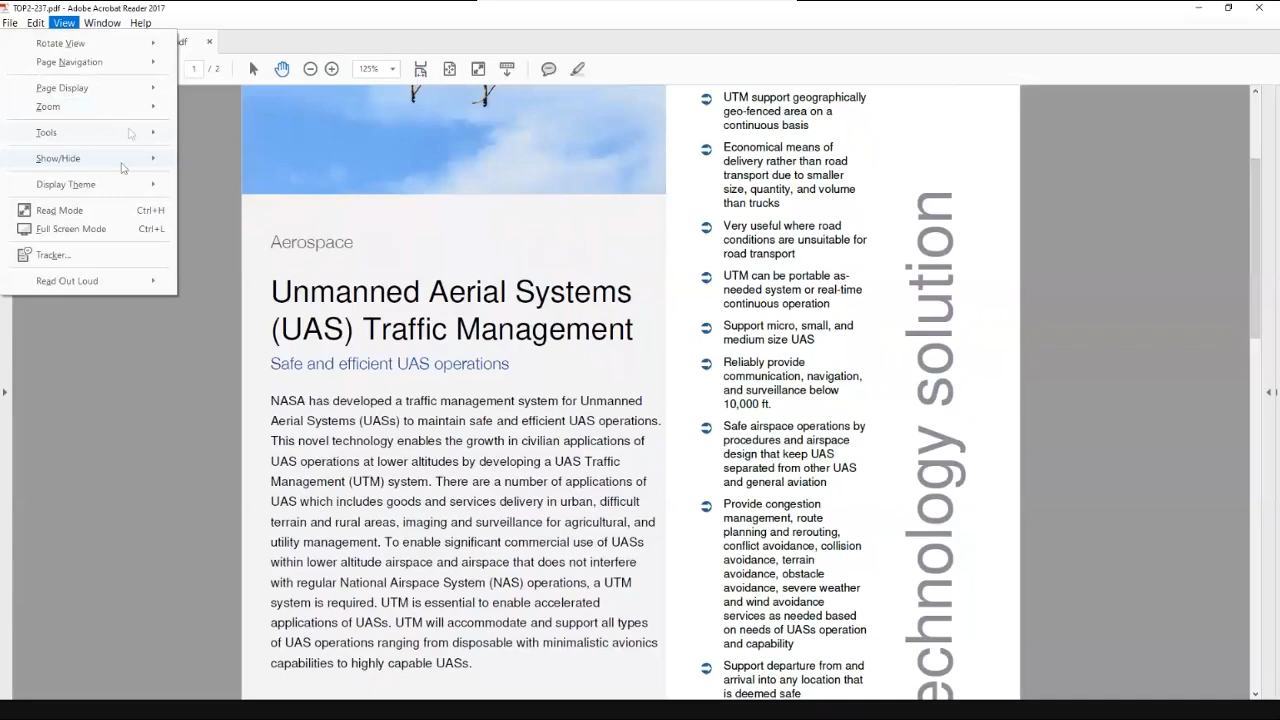 TOP2-237.pdf - Adobe Acrobat Reader 2017
File Edit View Window Help
df ×
Rotate View
Page Navigation
Page Display
Zoom
Tools
Show/Hide
Display Theme
Read Mode Ctrl+H
Full Screen Mode Ctrl+L
Tracker...
Read Out Loud
1 / 2 125%
Aerospace
Unmanned Aerial Systems
(UAS) Traffic Management
Safe and efficient UAS operations
NASA has developed a traffic management system for Unmanned
Aerial Systems (UASs) to maintain safe and efficient UAS operations.
This novel technology enables the growth in civilian applications of
UAS operations at lower altitudes by developing a UAS Traffic
Management (UTM) system. There are a number of applications of
UAS which includes goods and services delivery in urban, difficult
terrain and rural areas, imaging and surveillance for agricultural, and
utility management. To enable significant commercial use of UASs
within lower altitude airspace and airspace that does not interfere
with regular National Airspace System (NAS) operations, a UTM
system is required. UTM is essential to enable accelerated
applications of UASs. UTM will accommodate and support all types
of UAS operations ranging from disposable with minimalistic avionics
capabilities to highly capable UASs.
UTM support geographically
geo-fenced area on a
continuous basis
Economical means of
delivery rather than road
transport due to smaller
size, quantity, and volume
than trucks
Very useful where road
conditions are unsuitable for
road transport
UTM can be portable as-
needed system or real-time
continuous operation
Support micro, small, and
medium size UAS
Reliably provide
communication, navigation,
and surveillance below
10,000 ft.
Safe airspace operations by
procedures and airspace
design that keep UAS
separated from other UAS
and general aviation
Provide congestion
management, route
planning and rerouting,
conflict avoidance, collision
avoidance, terrain
avoidance, obstacle
avoidance, severe weather
and wind avoidance
services as needed based
on needs of UASs operation
and capability
Support departure from and
arrival into any location that
is deemed safe
echnology solution